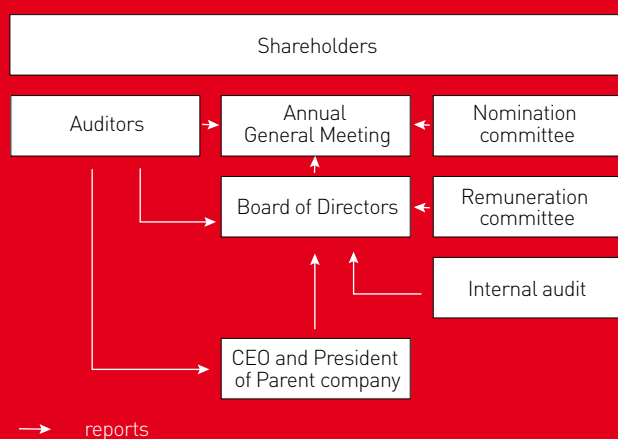 Shareholders
Auditors
Annual
General Meeting
Nomination
committee
Board of Directors
Remuneration
committee
Internal audit
CEO and President
of Parent company
reports